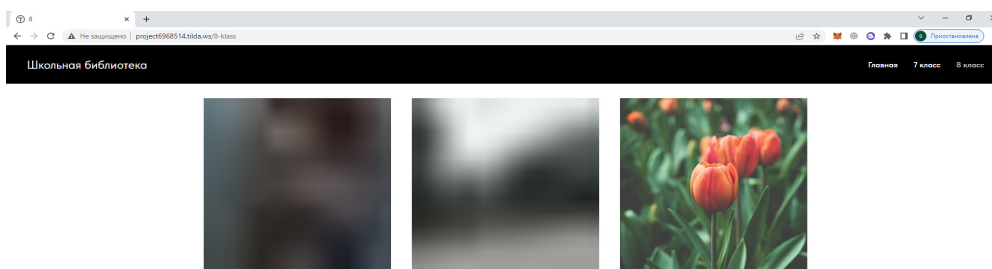 8
Не защищено | project6968514.tilda.ws/8-klass
Приостановлена
Школьная библиотека
Главная 7 класс 8 класс